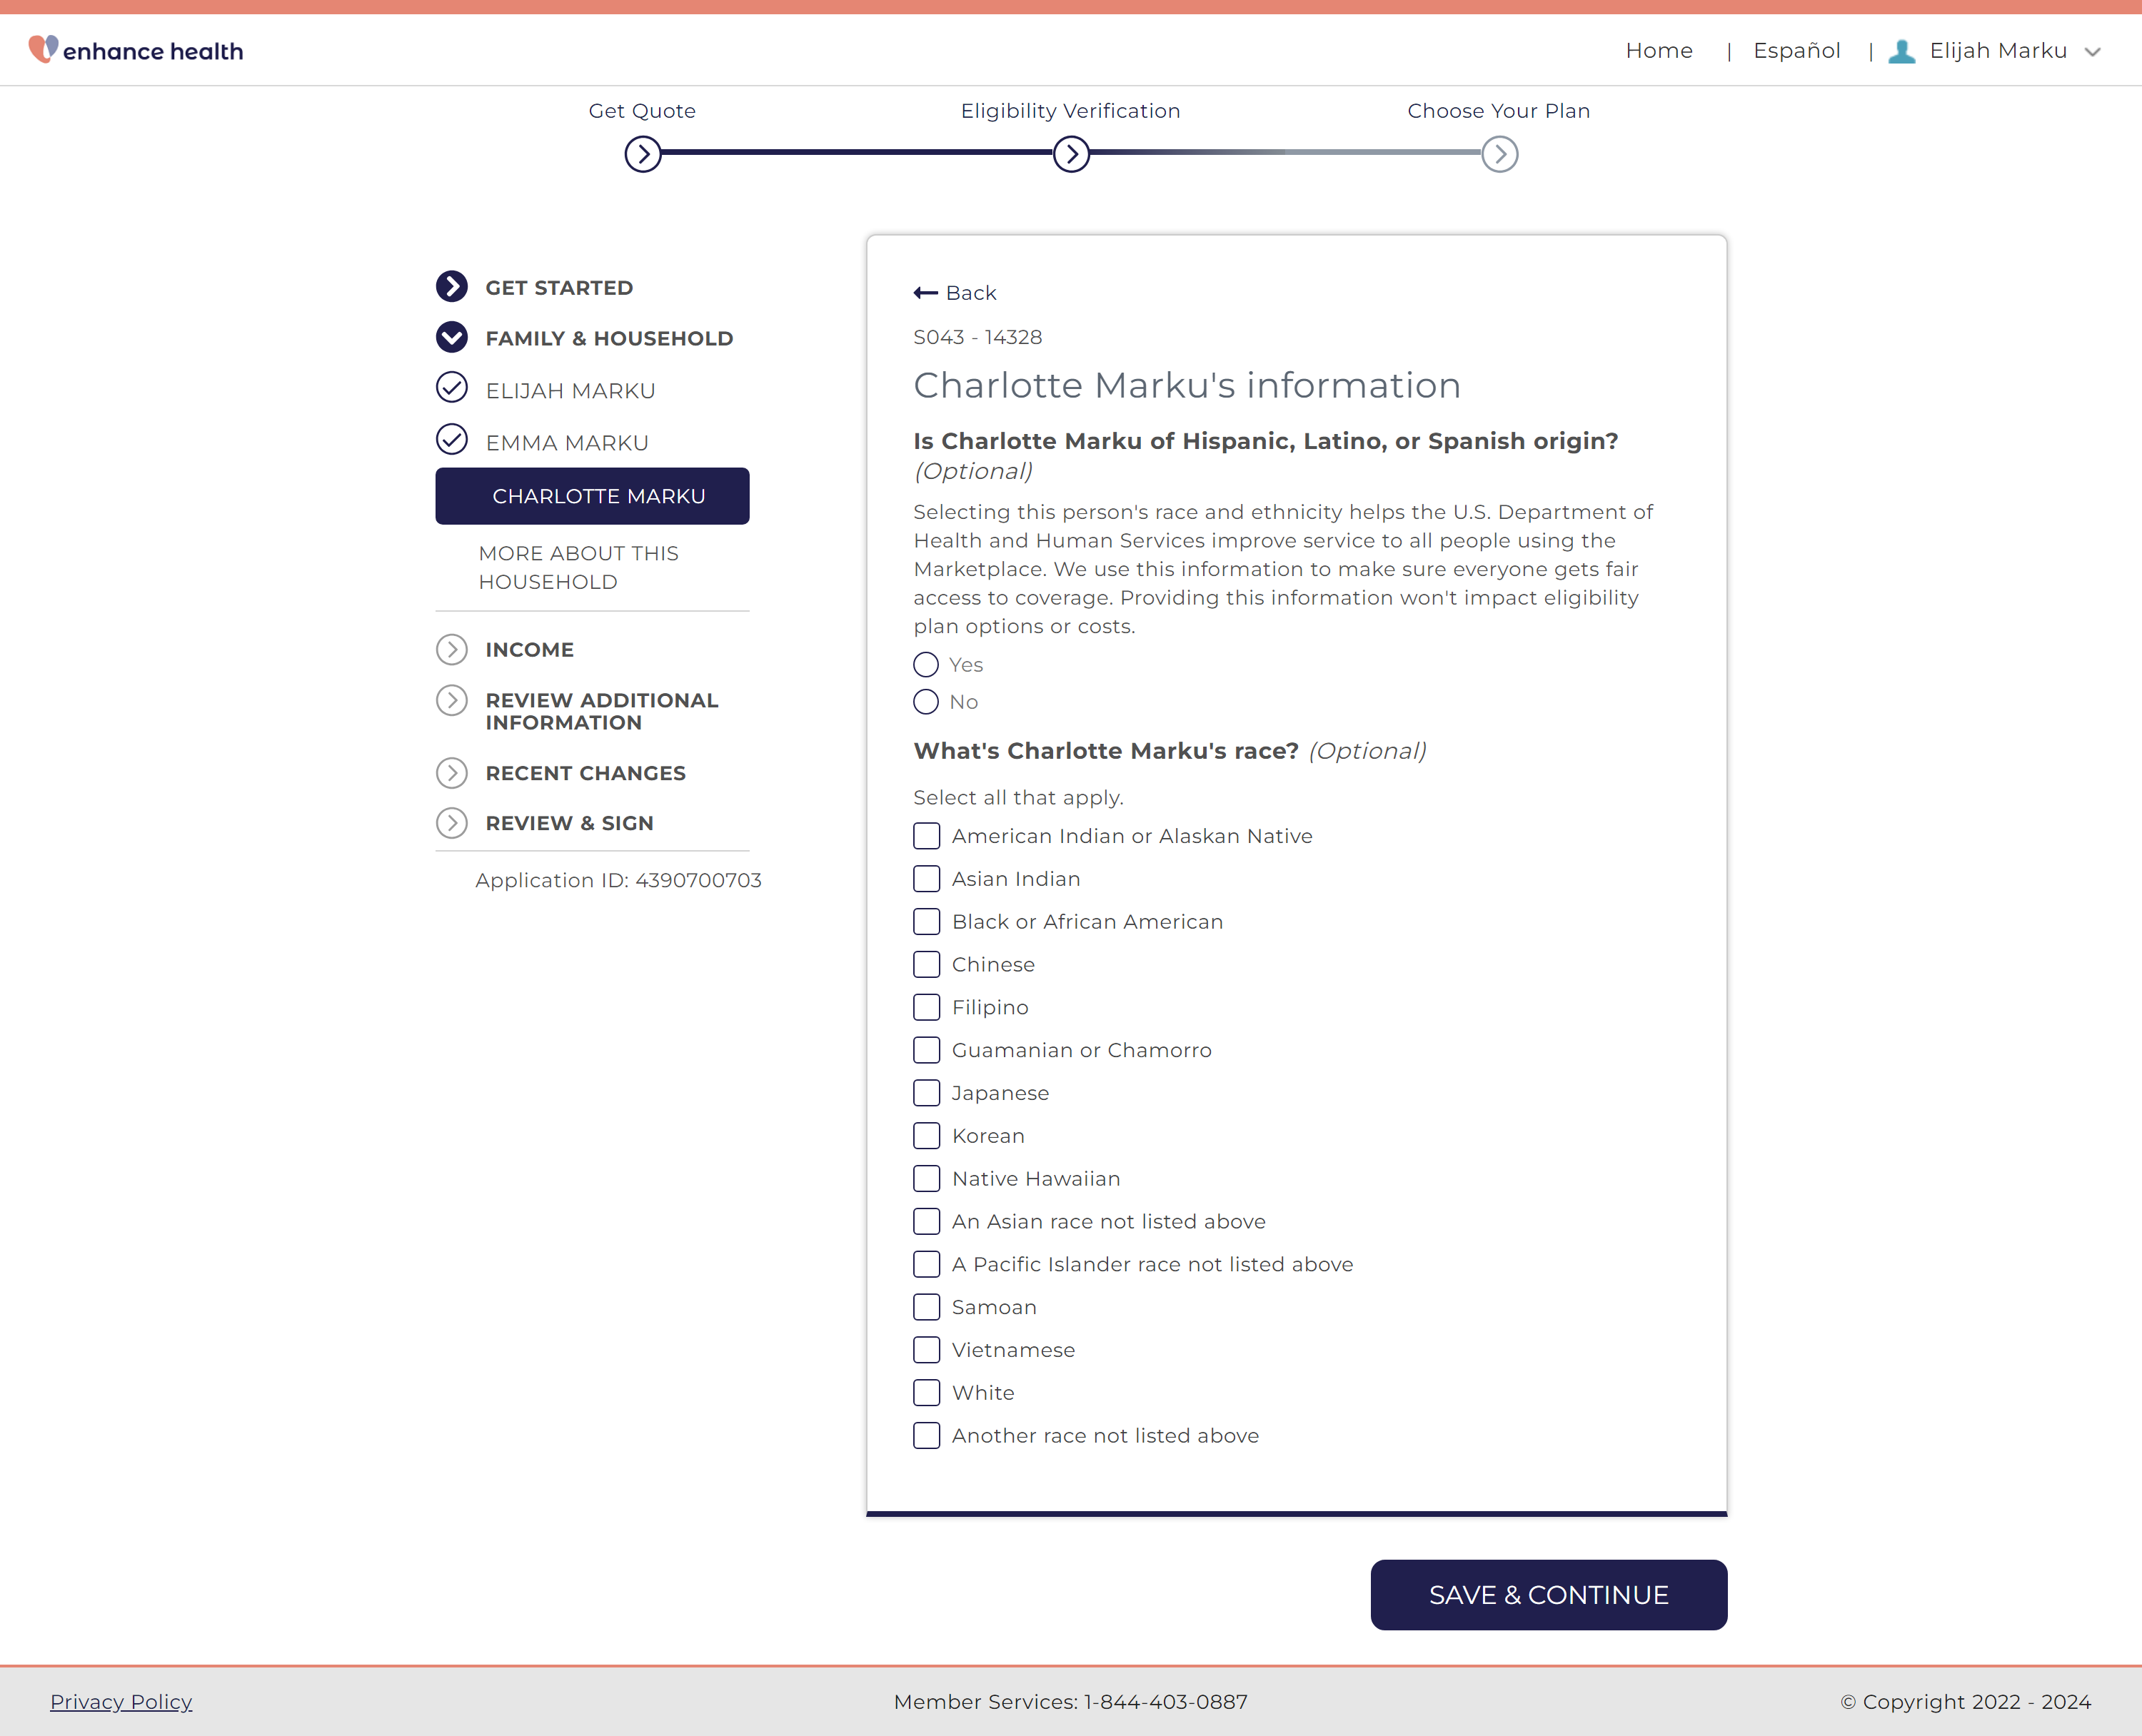 enhance health
Home | Español | Elijah Marku
Get Quote
Eligibility Verification
Choose Your Plan
GET STARTED
FAMILY & HOUSEHOLD
ELIJAH MARKU
EMMA MARKU
CHARLOTTE MARKU
MORE ABOUT THIS
HOUSEHOLD
INCOME
REVIEW ADDITIONAL
INFORMATION
RECENT CHANGES
REVIEW & SIGN
Application ID: 4390700703
Back
S043 - 14328
Charlotte Marku's information
Is Charlotte Marku of Hispanic, Latino, or Spanish origin?
(Optional)
Selecting this person's race and ethnicity helps the U.S. Department of
Health and Human Services improve service to all people using the
Marketplace. We use this information to make sure everyone gets fair
access to coverage. Providing this information won't impact eligibility
plan options or costs.
Yes
No
What's Charlotte Marku's race? (Optional)
Select all that apply.
American Indian or Alaskan Native
Asian Indian
Black or African American
Chinese
Filipino
Guamanian or Chamorro
Japanese
Korean
Native Hawaiian
An Asian race not listed above
A Pacific Islander race not listed above
Samoan
Vietnamese
White
Another race not listed above
SAVE & CONTINUE
Privacy Policy
Member Services: 1-844-403-0887
© Copyright 2022 - 2024